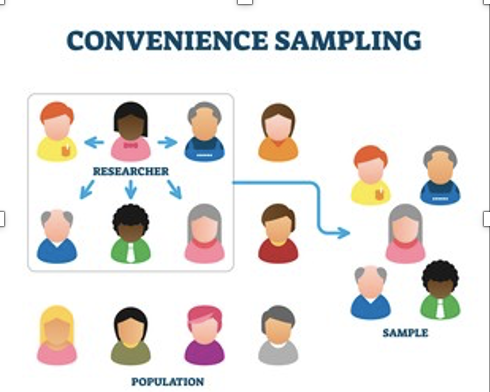 CONVENIENCE SAMPLING
RESEARCHER
SAMPLE
POPULATION